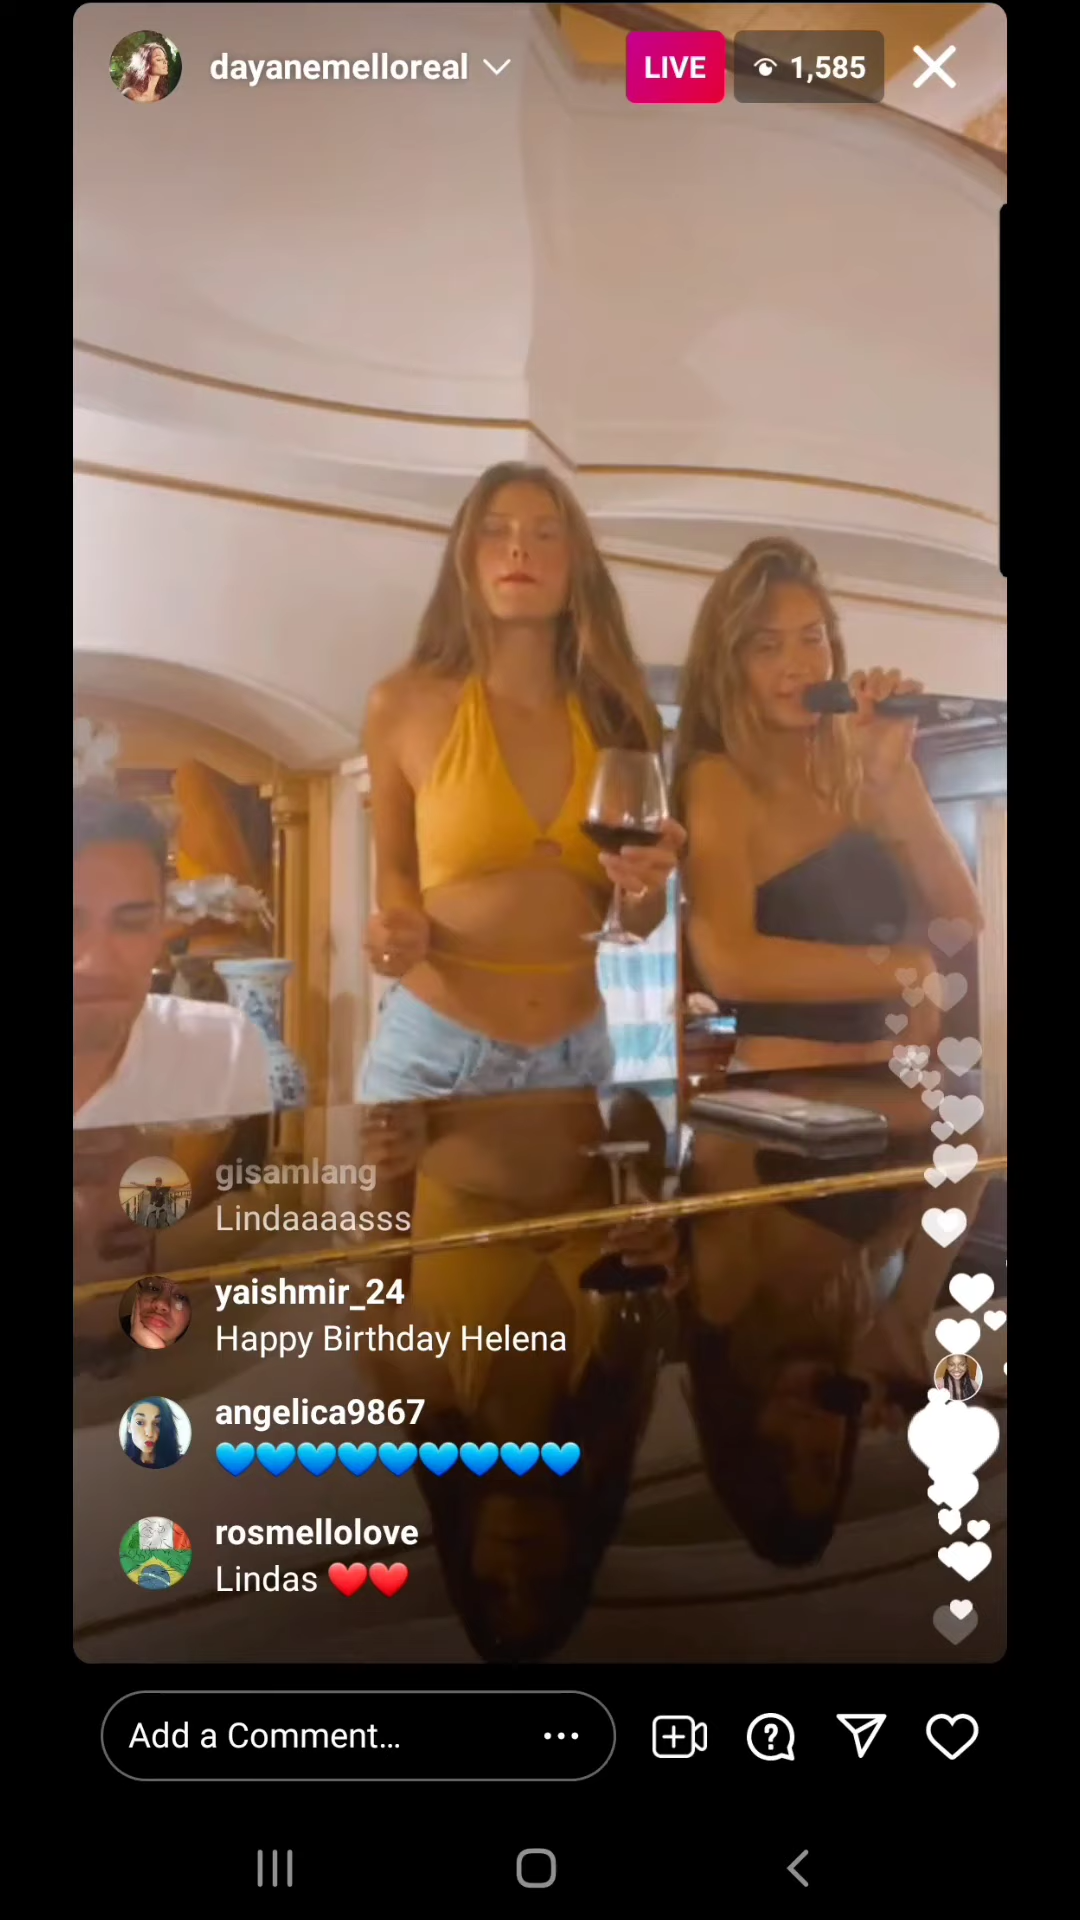 dayanemelloreal
LIVE
1,585
gisamlang
Lindaaaasss
yaishmir_24
Happy Birthday Helena
angelica9867
💙💙💙💙💙💙💙💙💙
rosmellolove
Lindas ❤️❤️
Add a Comment...